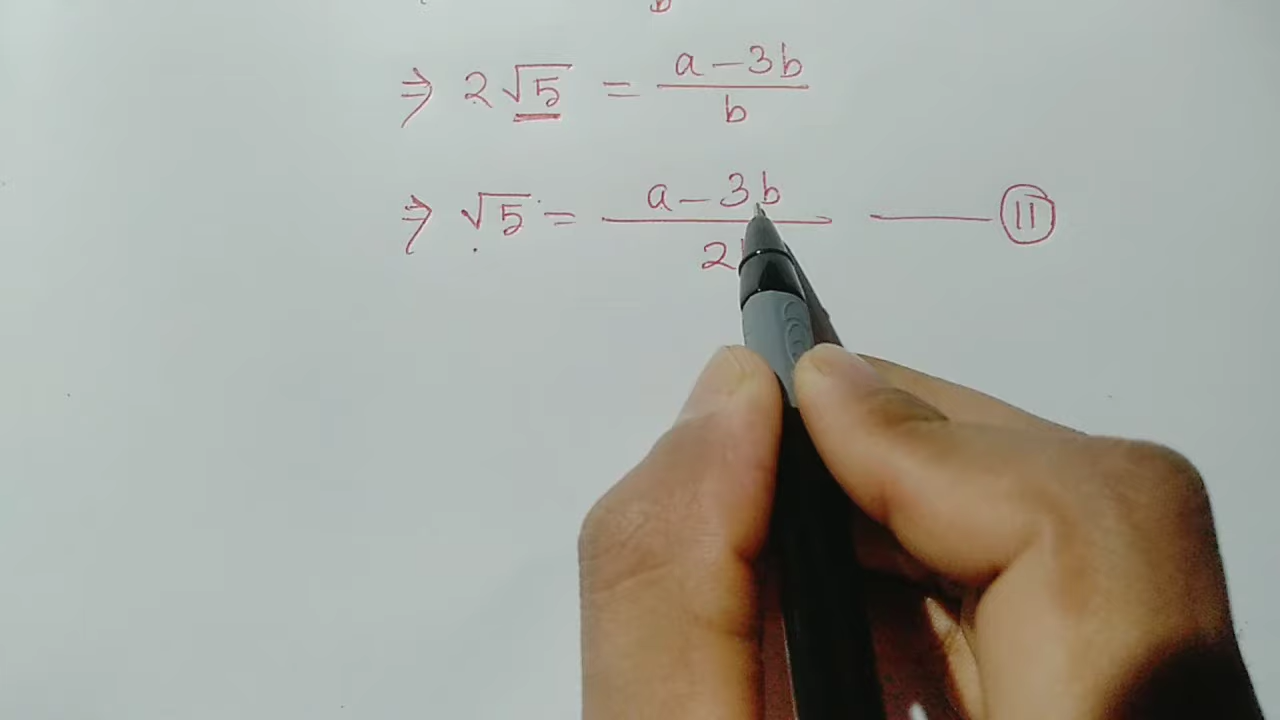 b
⇒ 2√5 = (a - 3b)/b
⇒ √5 = (a - 3b)/2 —— (II)